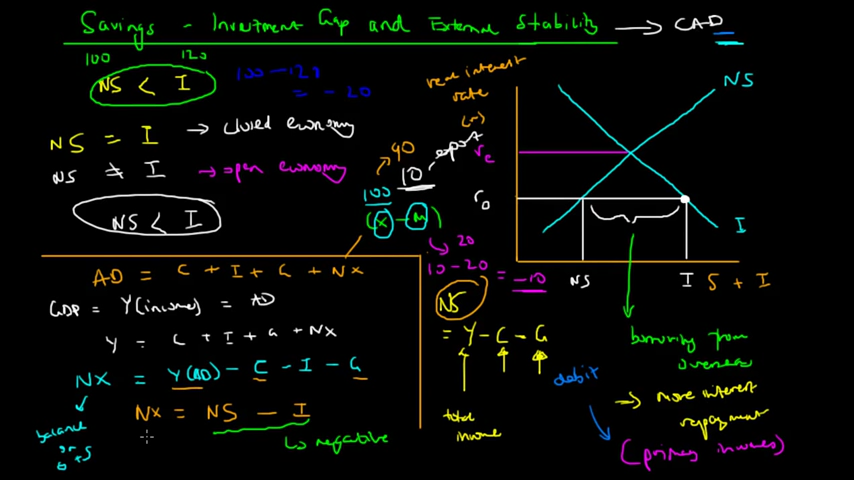 Savings - Investment Gap and External Stability → CAD
100 120
NS < I
100 - 120
= - 20
NS = I → closed economy
NS ≠ I → open economy
NS < I
90
10 export
100
(X - M)
20
10 - 20 = -10
AD = C + I + G + NX
GDP = Y(income) = AD
Y = C + I + G + NX
NX = Y(AD) - C - I - G
NX = NS - I
negative
balance
on
G + S
NS
= Y - C - G
total
income
real interest
rate
(r)
re
r0
NS
I
NS I S + I
borrowing from
overseas
→ more interest
repayment
debit
(primary incomes)